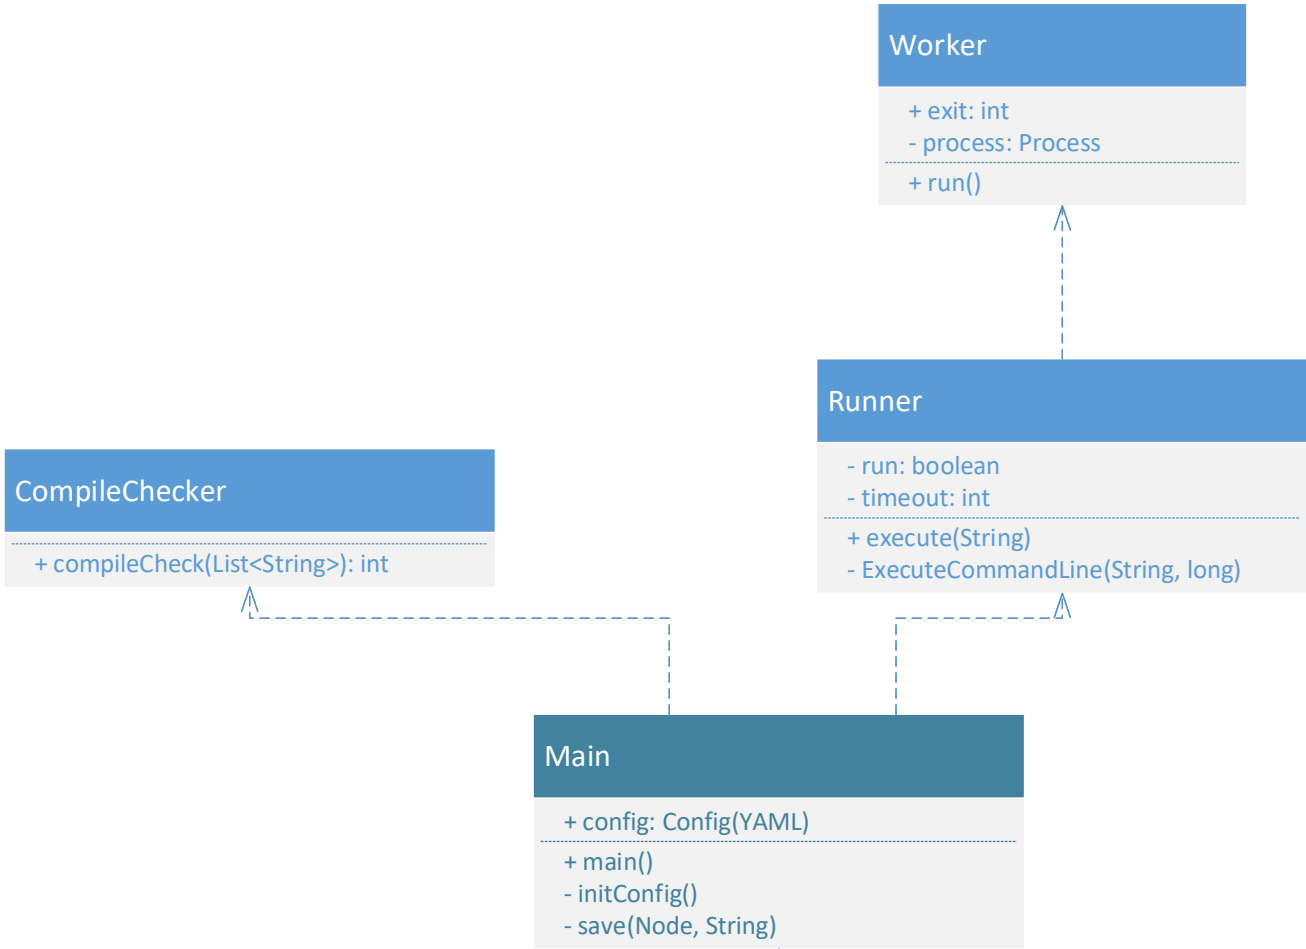 Worker
+ exit: int
- process: Process
+ run()
Runner
- run: boolean
- timeout: int
+ execute(String)
- ExecuteCommandLine(String, long)
CompileChecker
+ compileCheck(List<String>): int
Main
+ config: Config(YAML)
+ main()
- initConfig()
- save(Node, String)